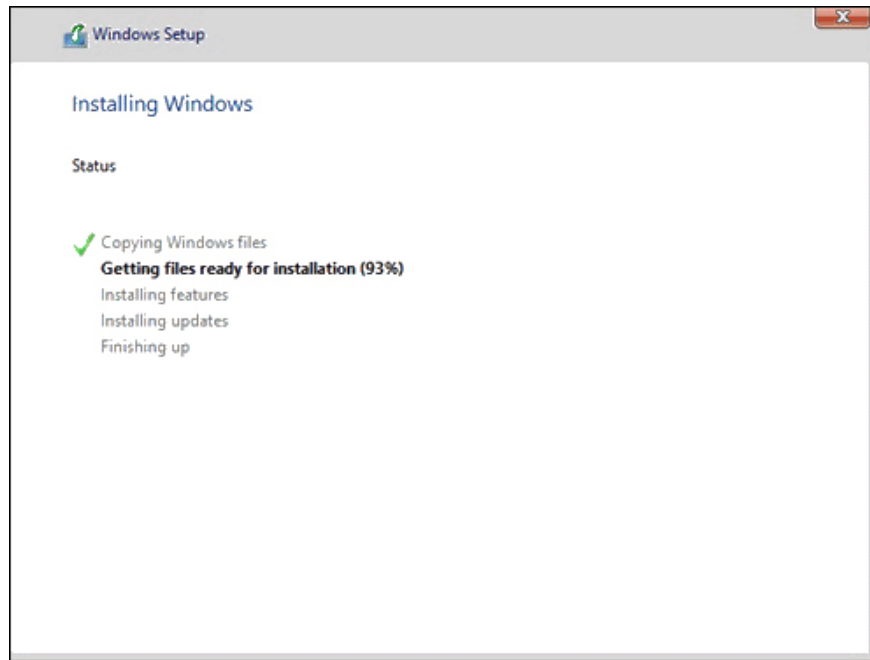 Windows Setup
Installing Windows
Status
Copying Windows files
Getting files ready for installation (93%)
Installing features
Installing updates
Finishing up